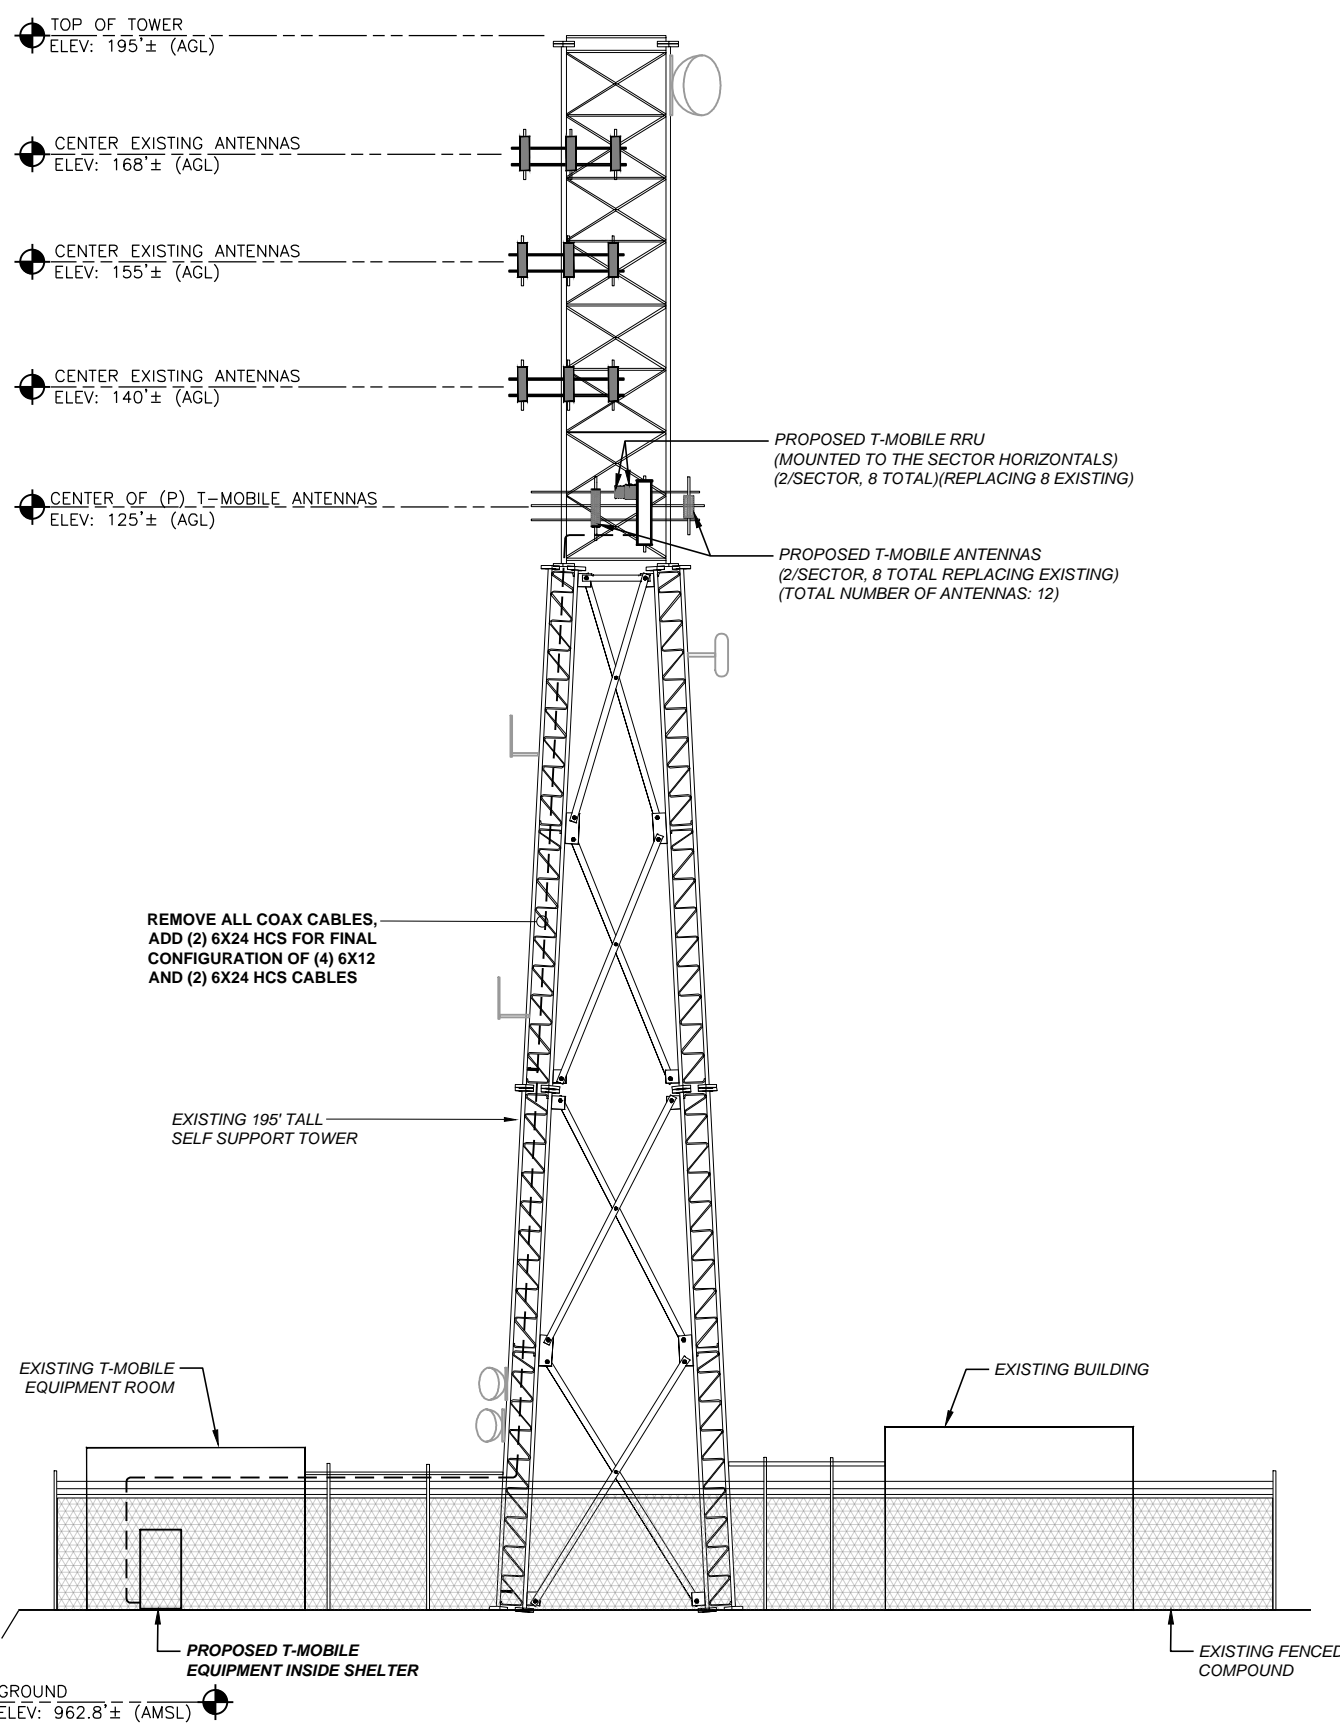 TOP OF TOWER
ELEV: 195'± (AGL)
CENTER EXISTING ANTENNAS
ELEV: 168'± (AGL)
CENTER EXISTING ANTENNAS
ELEV: 155'± (AGL)
CENTER EXISTING ANTENNAS
ELEV: 140'± (AGL)
PROPOSED T-MOBILE RRU
(MOUNTED TO THE SECTOR HORIZONTALS)
(2/SECTOR, 8 TOTAL)(REPLACING 8 EXISTING)
CENTER OF (P) T-MOBILE ANTENNAS
ELEV: 125'± (AGL)
PROPOSED T-MOBILE ANTENNAS
(2/SECTOR, 8 TOTAL REPLACING EXISTING)
(TOTAL NUMBER OF ANTENNAS: 12)
REMOVE ALL COAX CABLES,
ADD (2) 6X24 HCS FOR FINAL
CONFIGURATION OF (4) 6X12
AND (2) 6X24 HCS CABLES
EXISTING 195' TALL
SELF SUPPORT TOWER
EXISTING T-MOBILE
EQUIPMENT ROOM
EXISTING BUILDING
PROPOSED T-MOBILE
EQUIPMENT INSIDE SHELTER
EXISTING FENCED
COMPOUND
GROUND
ELEV: 962.8'± (AMSL)